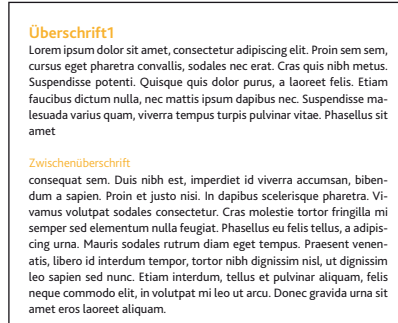 Überschrift1
Lorem ipsum dolor sit amet, consectetur adipiscing elit. Proin sem sem,
cursus eget pharetra convallis, sodales nec erat. Cras quis nibh metus.
Suspendisse potenti. Quisque quis dolor purus, a laoreet felis. Etiam
faucibus dictum nulla, nec mattis ipsum dapibus nec. Suspendisse ma-
lesuada varius quam, viverra tempus turpis pulvinar vitae. Phasellus sit
amet
Zwischenüberschrift
consequat sem. Duis nibh est, imperdiet id viverra accumsan, biben-
dum a sapien. Proin et justo nisi. In dapibus scelerisque pharetra. Vi-
vamus volutpat sodales consectetur. Cras molestie tortor fringilla mi
semper sed elementum nulla feugiat. Phasellus eu felis tellus, a adipis-
cing urna. Mauris sodales rutrum diam eget tempus. Praesent venen-
atis, libero id interdum tempor, tortor nibh dignissim nisl, ut dignissim
leo sapien sed nunc. Etiam interdum, tellus et pulvinar aliquam, felis
neque commodo elit, in volutpat mi leo ut arcu. Donec gravida urna sit
amet eros laoreet aliquam.